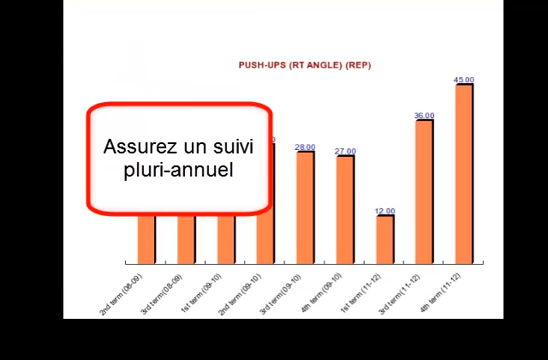 PUSH-UPS (RT ANGLE) (REP)
45.00
36.00
28.00
27.00
12.00
Assurez un suivi
pluri-annuel
2nd term (08-09)
3rd term (08-09)
1st term (09-10)
2nd term (09-10)
3rd term (09-10)
4th term (09-10)
1st term (11-12)
3rd term (11-12)
4th term (11-12)